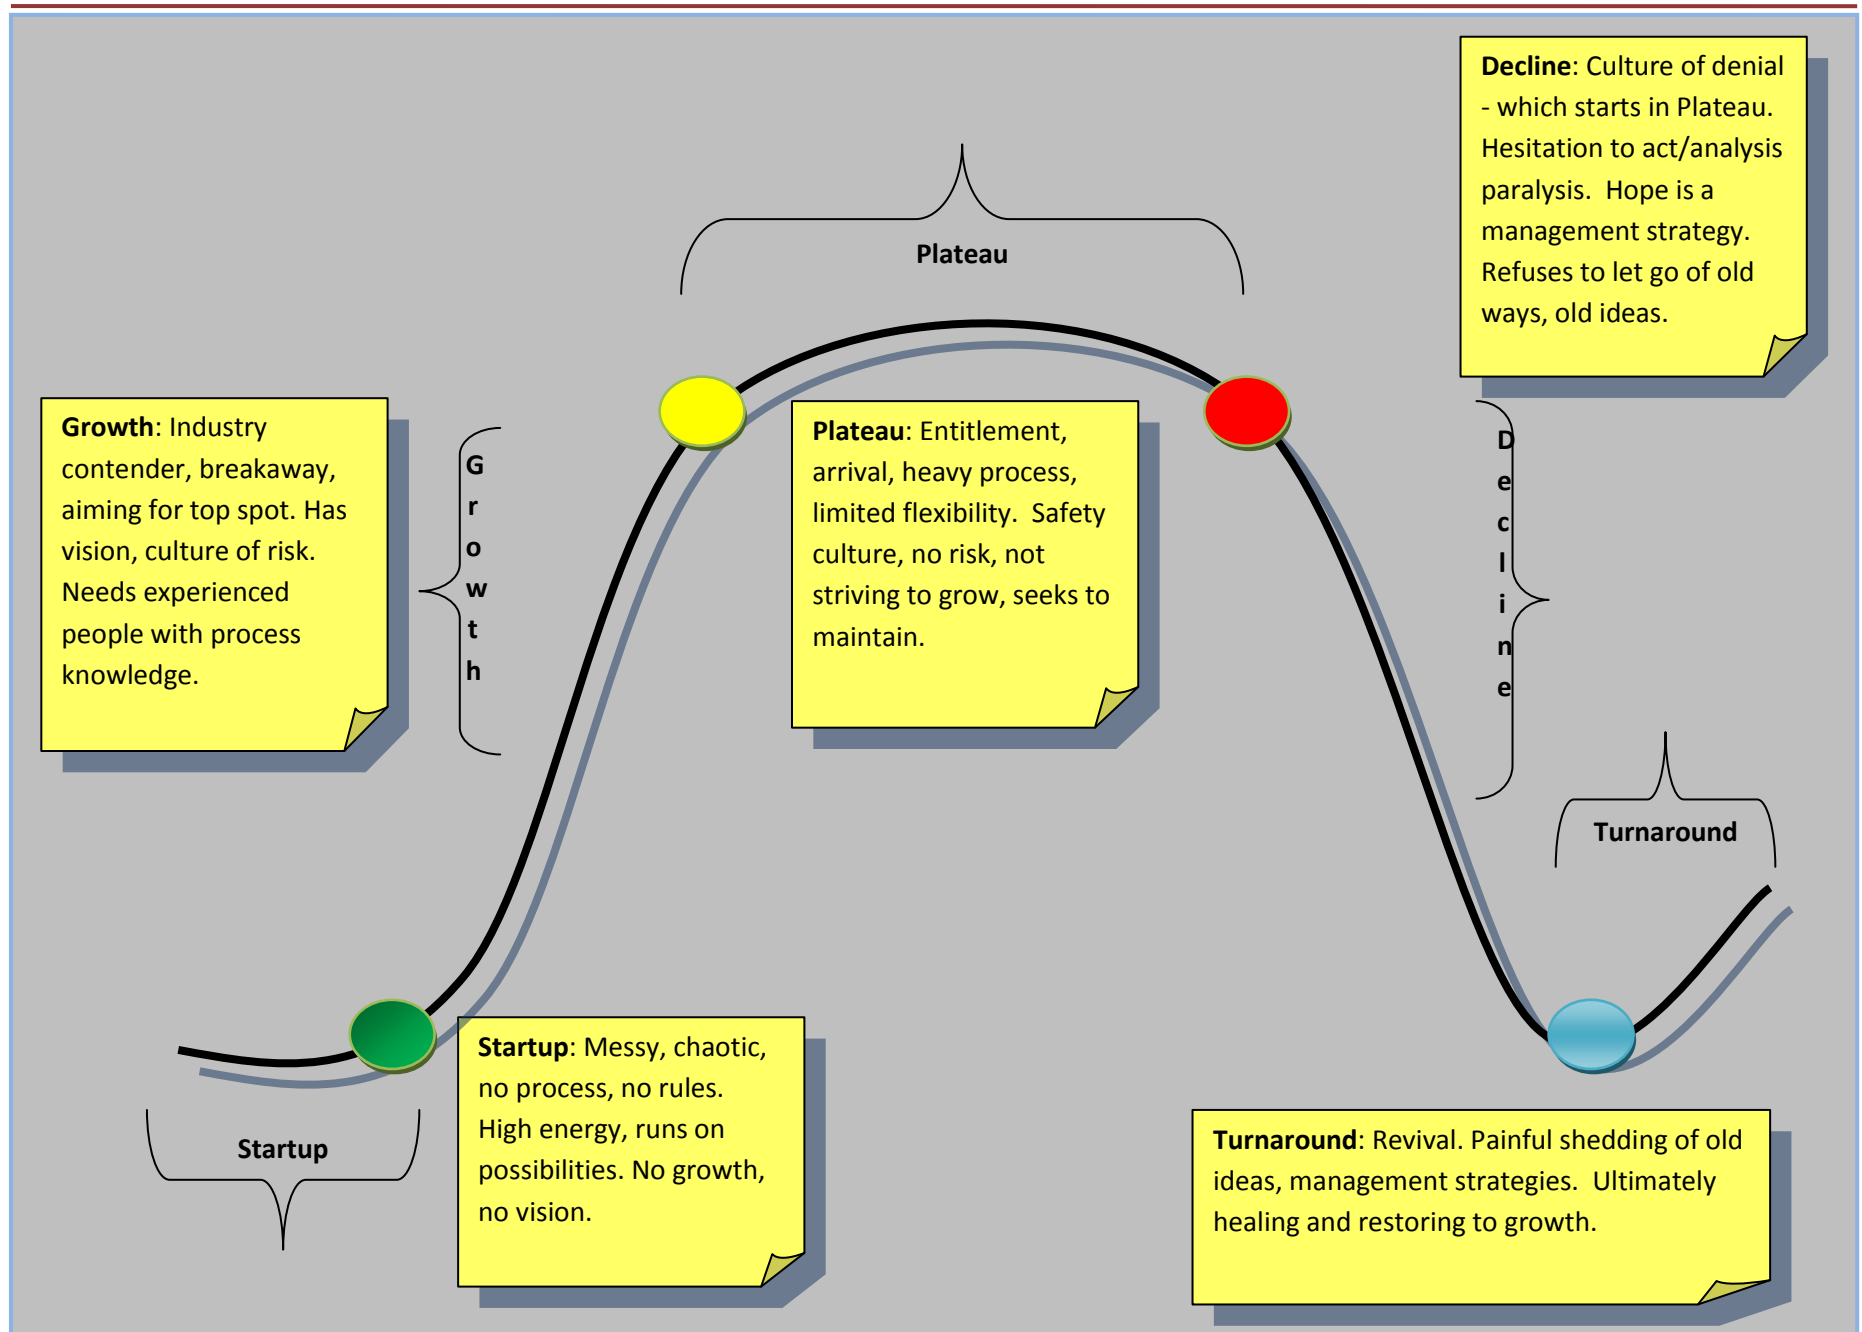 Decline: Culture of denial
- which starts in Plateau.
Hesitation to act/analysis
paralysis.  Hope is a
management strategy.
Refuses to let go of old
ways, old ideas.
Plateau
Growth: Industry
contender, breakaway,
aiming for top spot. Has
vision, culture of risk.
Needs experienced
people with process
knowledge.
G
r
o
w
t
h
Plateau: Entitlement,
arrival, heavy process,
limited flexibility.  Safety
culture, no risk, not
striving to grow, seeks to
maintain.
D
e
c
l
i
n
e
Turnaround
Startup
Startup: Messy, chaotic,
no process, no rules.
High energy, runs on
possibilities. No growth,
no vision.
Turnaround: Revival. Painful shedding of old
ideas, management strategies.  Ultimately
healing and restoring to growth.